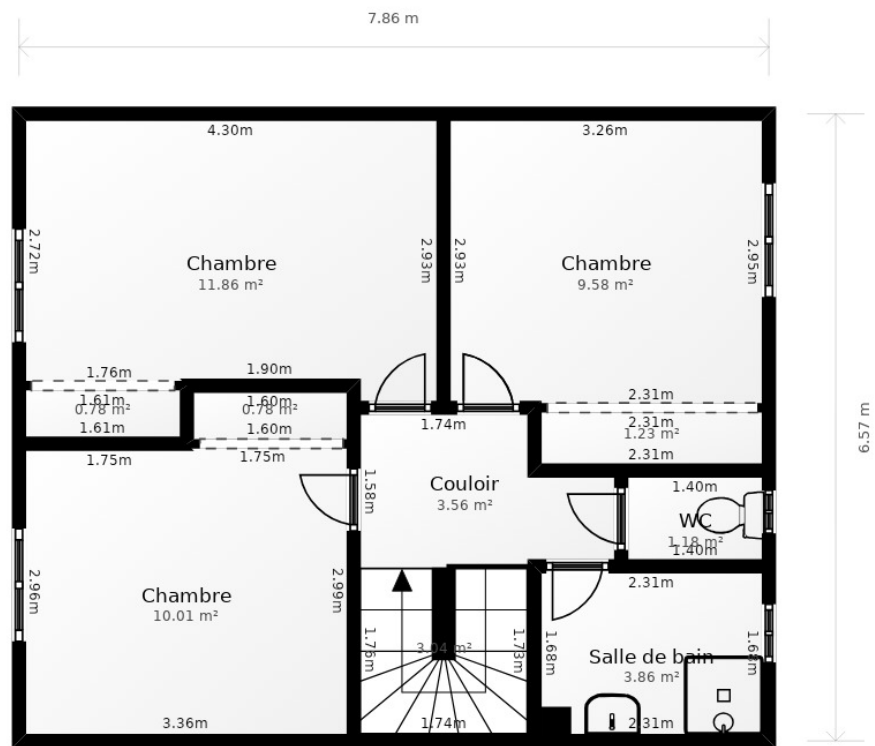 7.86 m
4.30m
3.26m
2.72m
Chambre
11.86 m²
2.93m
2.93m
Chambre
9.58 m²
2.95m
1.76m
1.90m
1.61m
0.78 m²
1.61m
1.60m
0.78 m²
1.60m
2.31m
2.31m
1.23 m²
2.31m
6.57 m
1.75m
1.75m
1.74m
1.58m
Couloir
3.56 m²
1.40m
WC
1.18 m²
1.40m
2.96m
Chambre
10.01 m²
2.99m
3.36m
1.76m
3.04 m²
1.73m
1.74m
2.31m
1.68m
Salle de bain
3.86 m²
2.31m